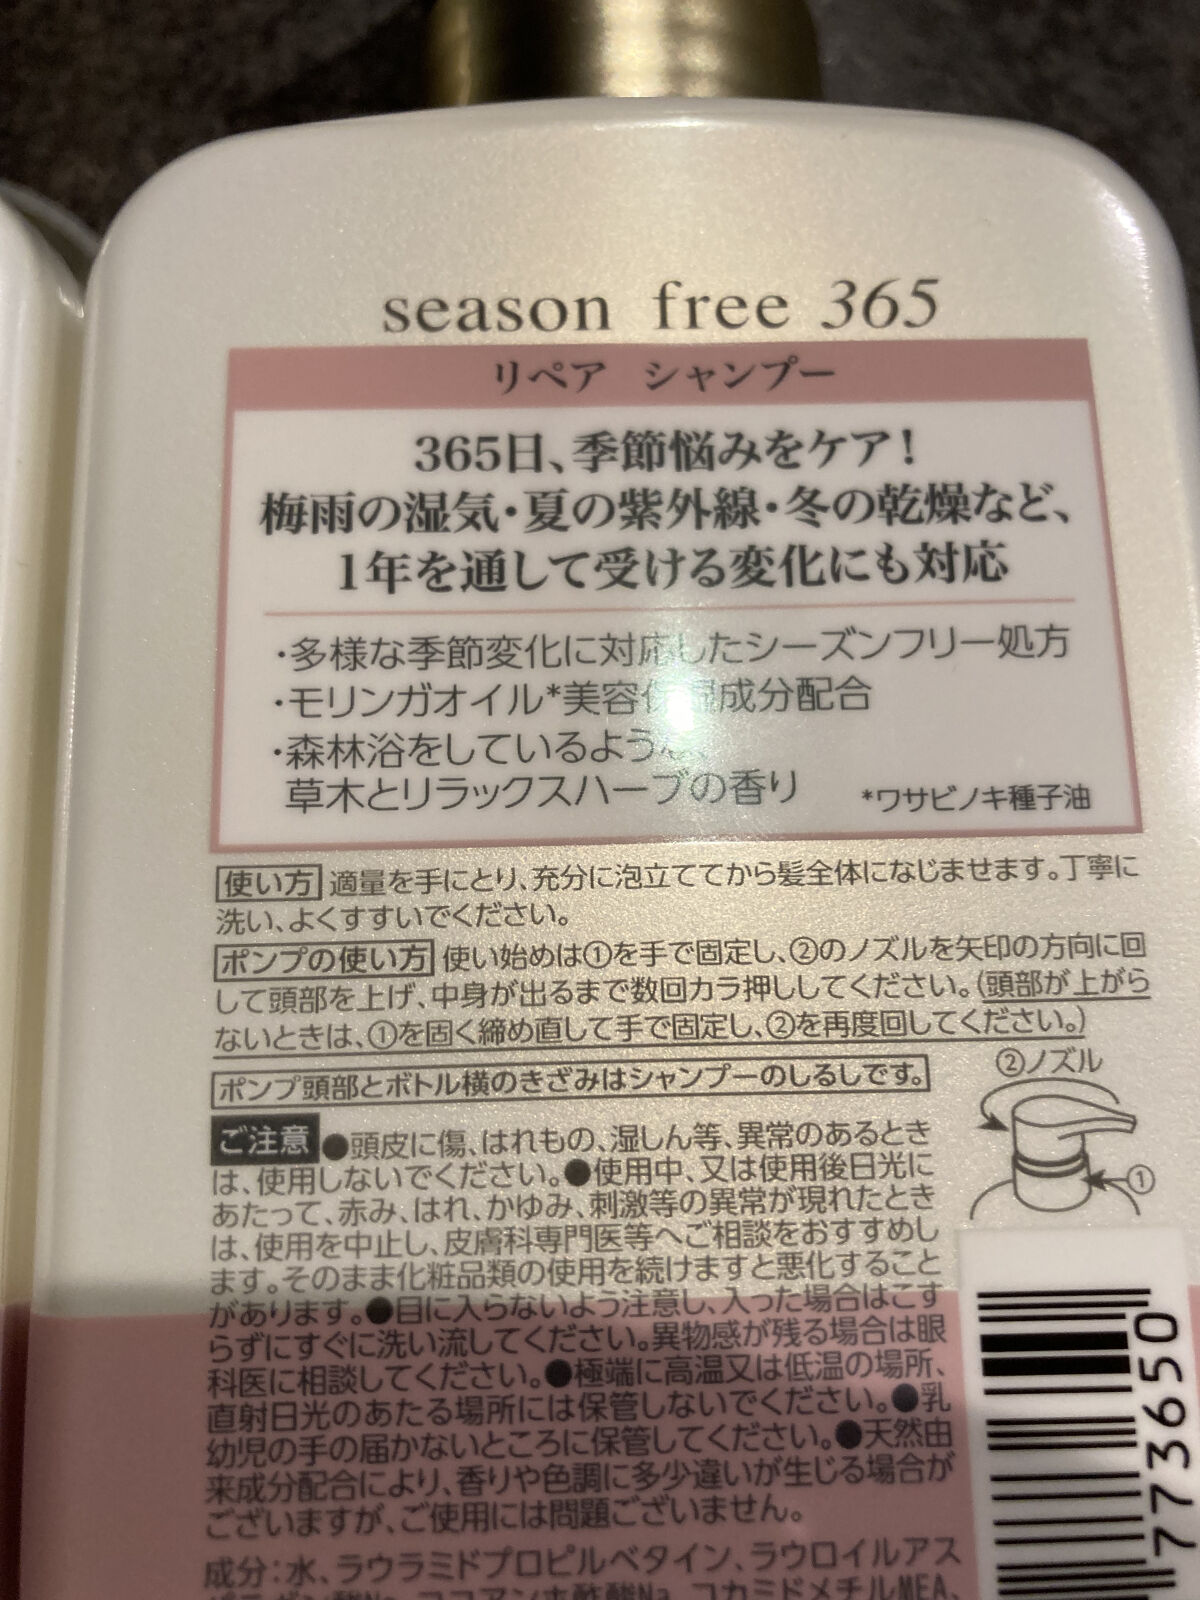 season free 365
リペア シャンプー
365日、季節悩みをケア！
梅雨の湿気・夏の紫外線・冬の乾燥など、
1年を通して受ける変化にも対応
・多様な季節変化に対応したシーズンフリー処方
・モリンガオイル*美容保湿成分配合
・森林浴をしているような、
草木とリラックスハーブの香り
*ワサビノキ種子油
使い方 適量を手にとり、充分に泡立ててから髪全体になじませます。丁寧に
洗い、よくすすいでください。
ポンプの使い方 使い始めは①を手で固定し、②のノズルを矢印の方向に回
して頭部を上げ、中身が出るまで数回カラ押ししてください。(頭部が上がら
ないときは、①を固く締め直して手で固定し、②を再度回してください。)
ポンプ頭部とボトル横のきざみはシャンプーのしるしです。
②ノズル
①
ご注意 ●頭皮に傷、はれもの、湿しん等、異常のあるとき
は、使用しないでください。●使用中、又は使用後日光に
あたって、赤み、はれ、かゆみ、刺激等の異常が現れたとき
は、使用を中止し、皮膚科専門医等へご相談をおすすめし
ます。そのまま化粧品類の使用を続けますと悪化すること
があります。●目に入らないよう注意し、入った場合はこす
らずにすぐに洗い流してください。異物感が残る場合は眼
科医に相談してください。●極端に高温又は低温の場所、
直射日光のあたる場所には保管しないでください。●乳
幼児の手の届かないところに保管してください。●天然由
来成分配合により、香りや色調に多少違いが生じる場合が
ございますが、ご使用には問題ございません。
成分：水、ラウラミドプロピルベタイン、ラウロイルアス
パラギン酸Na、ココアンホ酢酸Na、コカミドメチルMEA、
773650